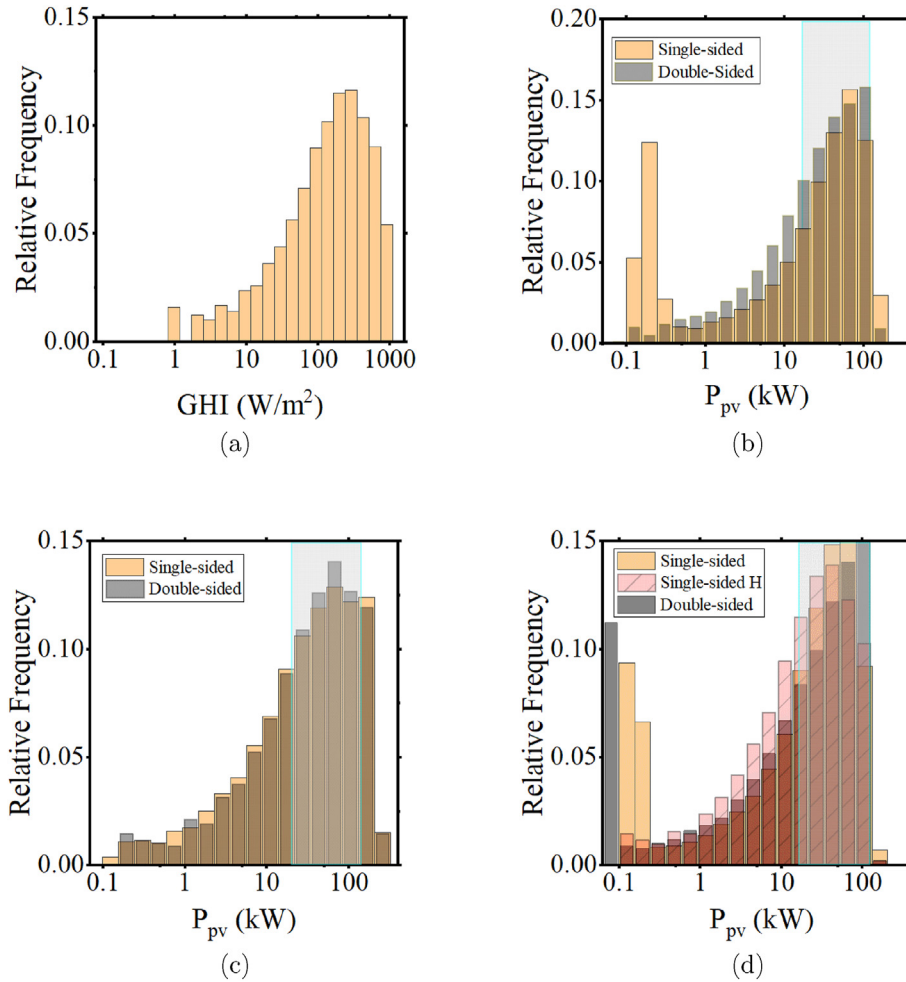 0.15
0.10
0.05
0.00
Relative Frequency
0.1 1 10 100 1000
GHI (W/m²)
(a)
0.20
0.15
0.10
0.05
0.00
Relative Frequency
Single-sided
Double-Sided
0.1 1 10 100
P_pv (kW)
(b)
0.15
0.10
0.05
0.00
Relative Frequency
Single-sided
Double-sided
0.1 1 10 100
P_pv (kW)
(c)
0.15
0.10
0.05
0.00
Relative Frequency
Single-sided
Single-sided H
Double-sided
0.1 1 10 100
P_pv (kW)
(d)